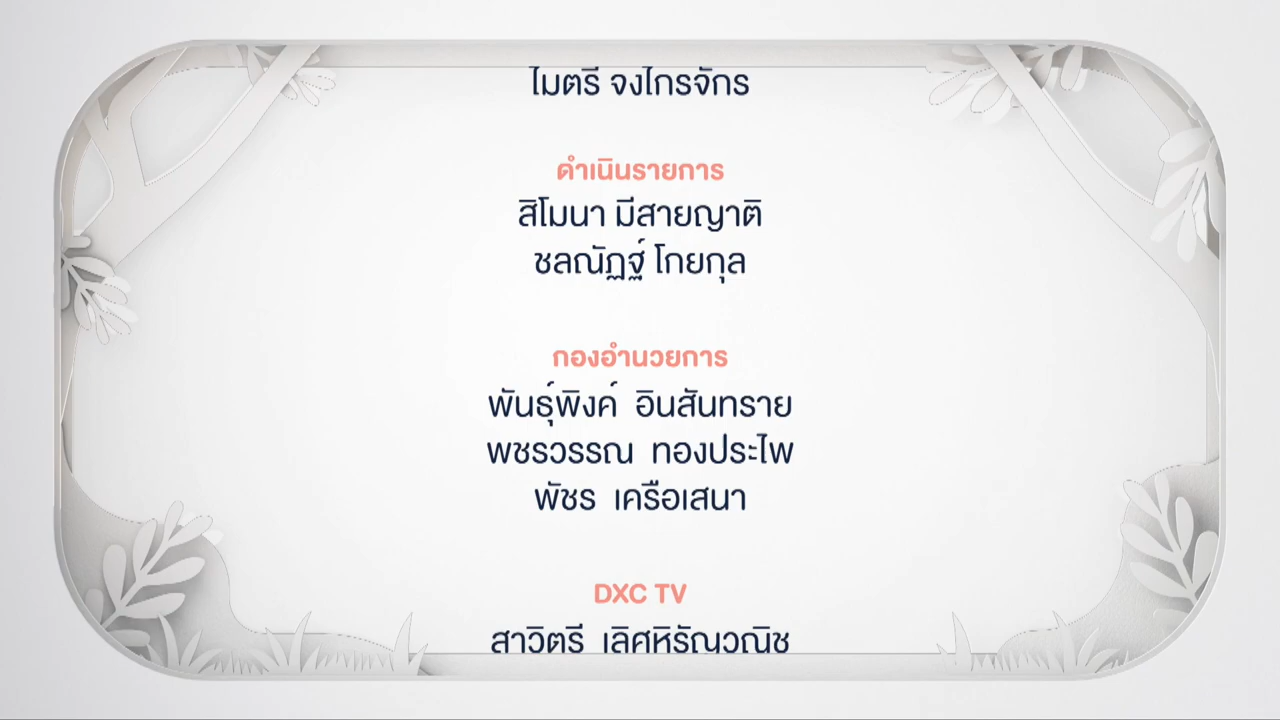 ไมตรี จงไกรจักร
ดำเนินรายการ
สิโมนา มีสายญาติ
ชลณัฏฐ์ โกยกุล
กองอำนวยการ
พันธุ์พิงค์ อินสันทราย
พชรวรรณ ทองประไพ
พัชร เครือเสนา
DXC TV
สาวิตรี เลิศหิรัณวณิช